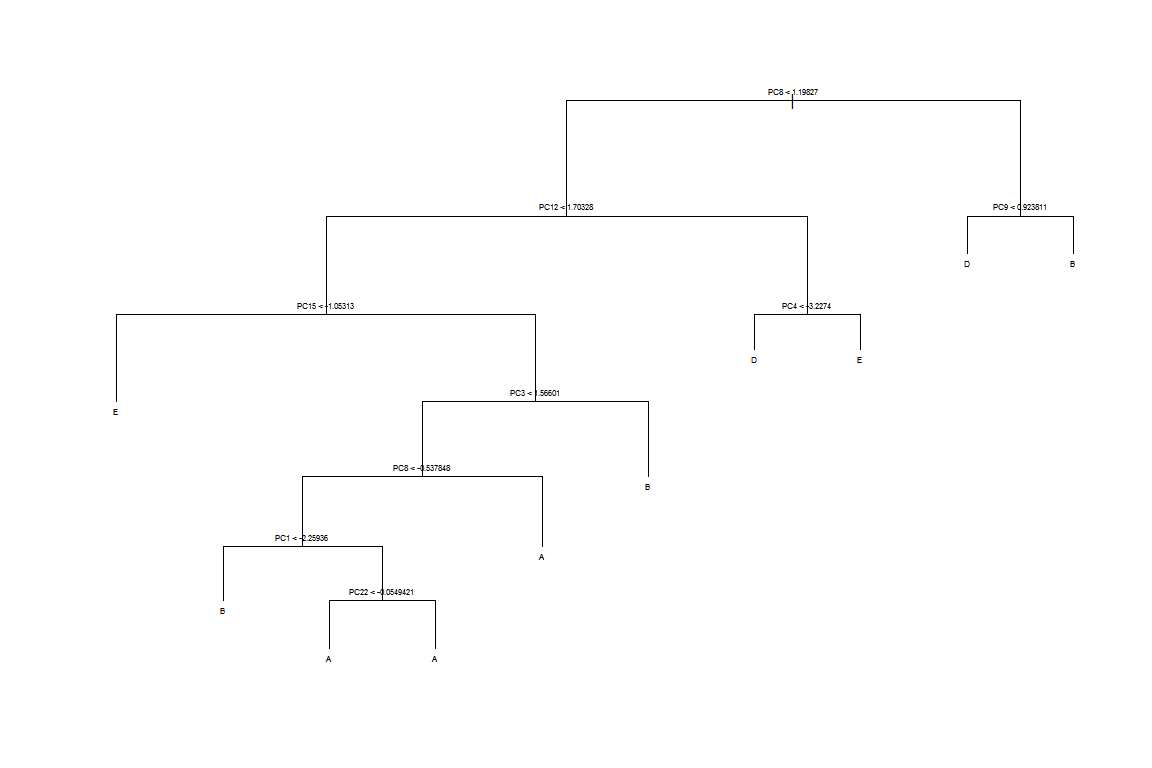 PC8 < 1.19827
PC12 < 1.70328
PC9 < 0.923811
D
B
PC15 < -1.05313
PC4 < -3.2274
D
E
PC3 < 1.56601
E
PC8 < -0.537848
B
PC1 < -2.25936
A
PC22 < -0.0549421
B
A
A